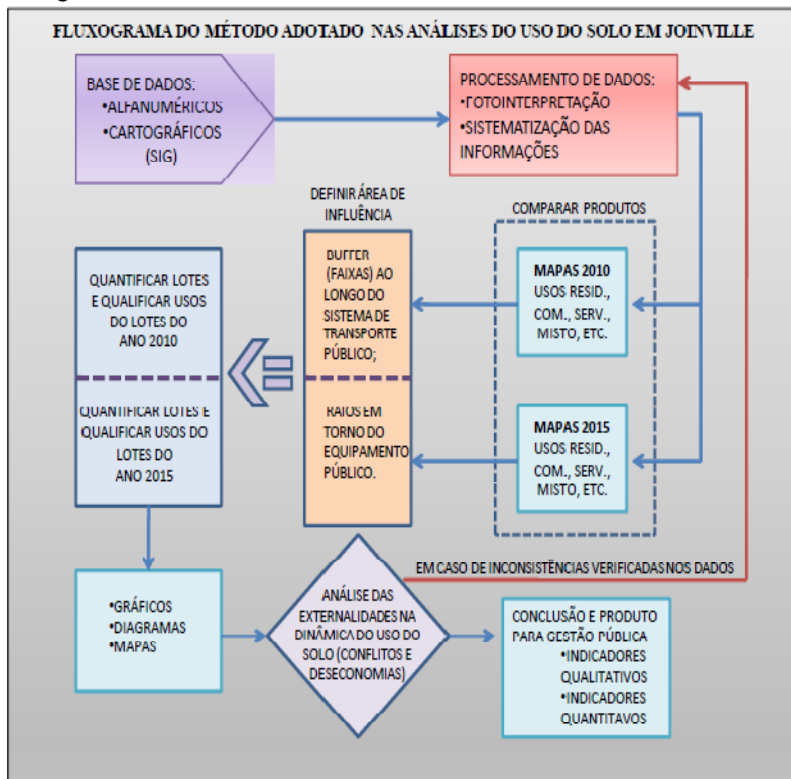 FLUXOGRAMA DO MÉTODO ADOTADO NAS ANÁLISES DO USO DO SOLO EM JOINVILLE
BASE DE DADOS:
•ALFANUMÉRICOS
•CARTOGRÁFICOS
(SIG)
PROCESSAMENTO DE DADOS:
•FOTOINTERPRETAÇÃO
•SISTEMATIZAÇÃO DAS
INFORMAÇÕES
DEFINIR ÁREA DE
INFLUÊNCIA
COMPARAR PRODUTOS
QUANTIFICAR LOTES
E QUALIFICAR USOS
DO LOTES DO
ANO 2010
BUFFER
(FAIXAS) AO
LONGO DO
SISTEMA DE
TRANSPORTE
PÚBLICO;
MAPAS 2010
USOS RESID.,
COM., SERV.,
MISTO, ETC.
QUANTIFICAR LOTES E
QUALIFICAR USOS DO
LOTES DO
ANO 2015
RAIOS EM
TORNO DO
EQUIPAMENTO
PÚBLICO.
MAPAS 2015
USOS RESID.,
COM., SERV.,
MISTO, ETC.
EM CASO DE INCONSISTÊNCIAS VERIFICADAS NOS DADOS
•GRÁFICOS
•DIAGRAMAS
•MAPAS
ANÁLISE DAS
EXTERNALIDADES NA
DINÂMICA DO USO DO
SOLO (CONFLITOS E
DESECONOMIAS)
CONCLUSÃO E PRODUTO
PARA GESTÃO PÚBLICA
•INDICADORES
QUALITATIVOS
•INDICADORES
QUANTITAVOS